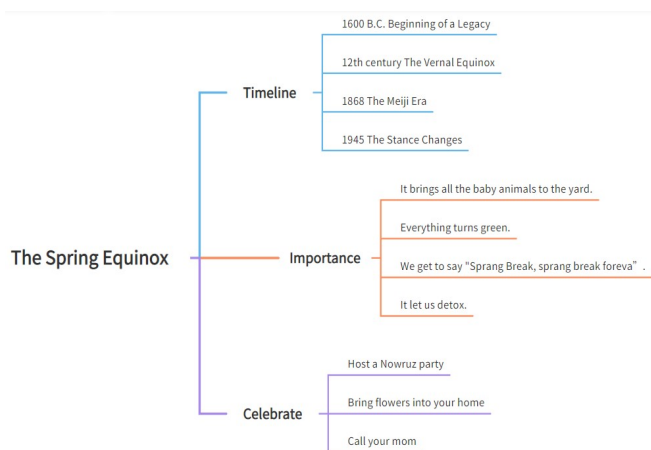 The Spring Equinox
Timeline
1600 B.C. Beginning of a Legacy
12th century The Vernal Equinox
1868 The Meiji Era
1945 The Stance Changes
Importance
It brings all the baby animals to the yard.
Everything turns green.
We get to say "Sprang Break, sprang break foreva” .
It let us detox.
Celebrate
Host a Nowruz party
Bring flowers into your home
Call your mom